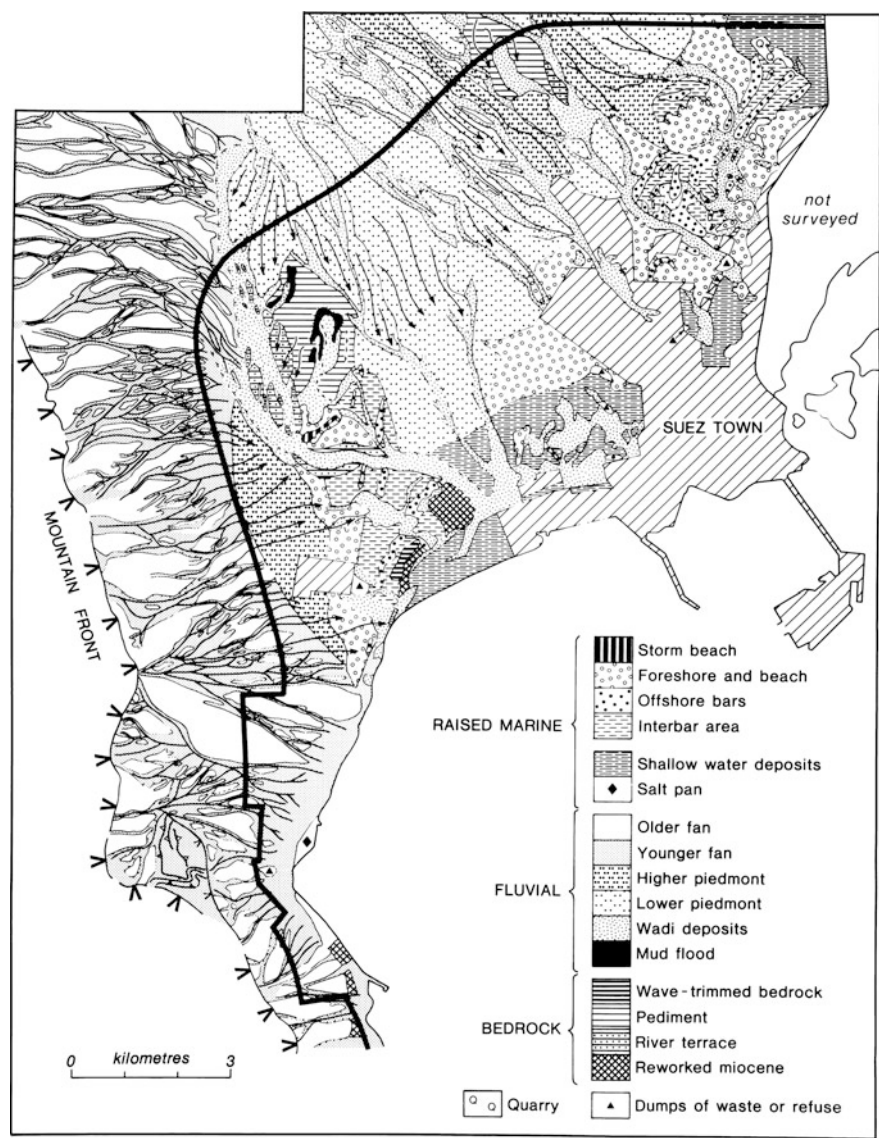 not
surveyed
SUEZ TOWN
MOUNTAIN FRONT
RAISED MARINE
Storm beach
Foreshore and beach
Offshore bars
Interbar area
Shallow water deposits
Salt pan
FLUVIAL
Older fan
Younger fan
Higher piedmont
Lower piedmont
Wadi deposits
Mud flood
BEDROCK
Wave-trimmed bedrock
Pediment
River terrace
Reworked miocene
0 kilometres 3
Q Q Quarry
Dumps of waste or refuse